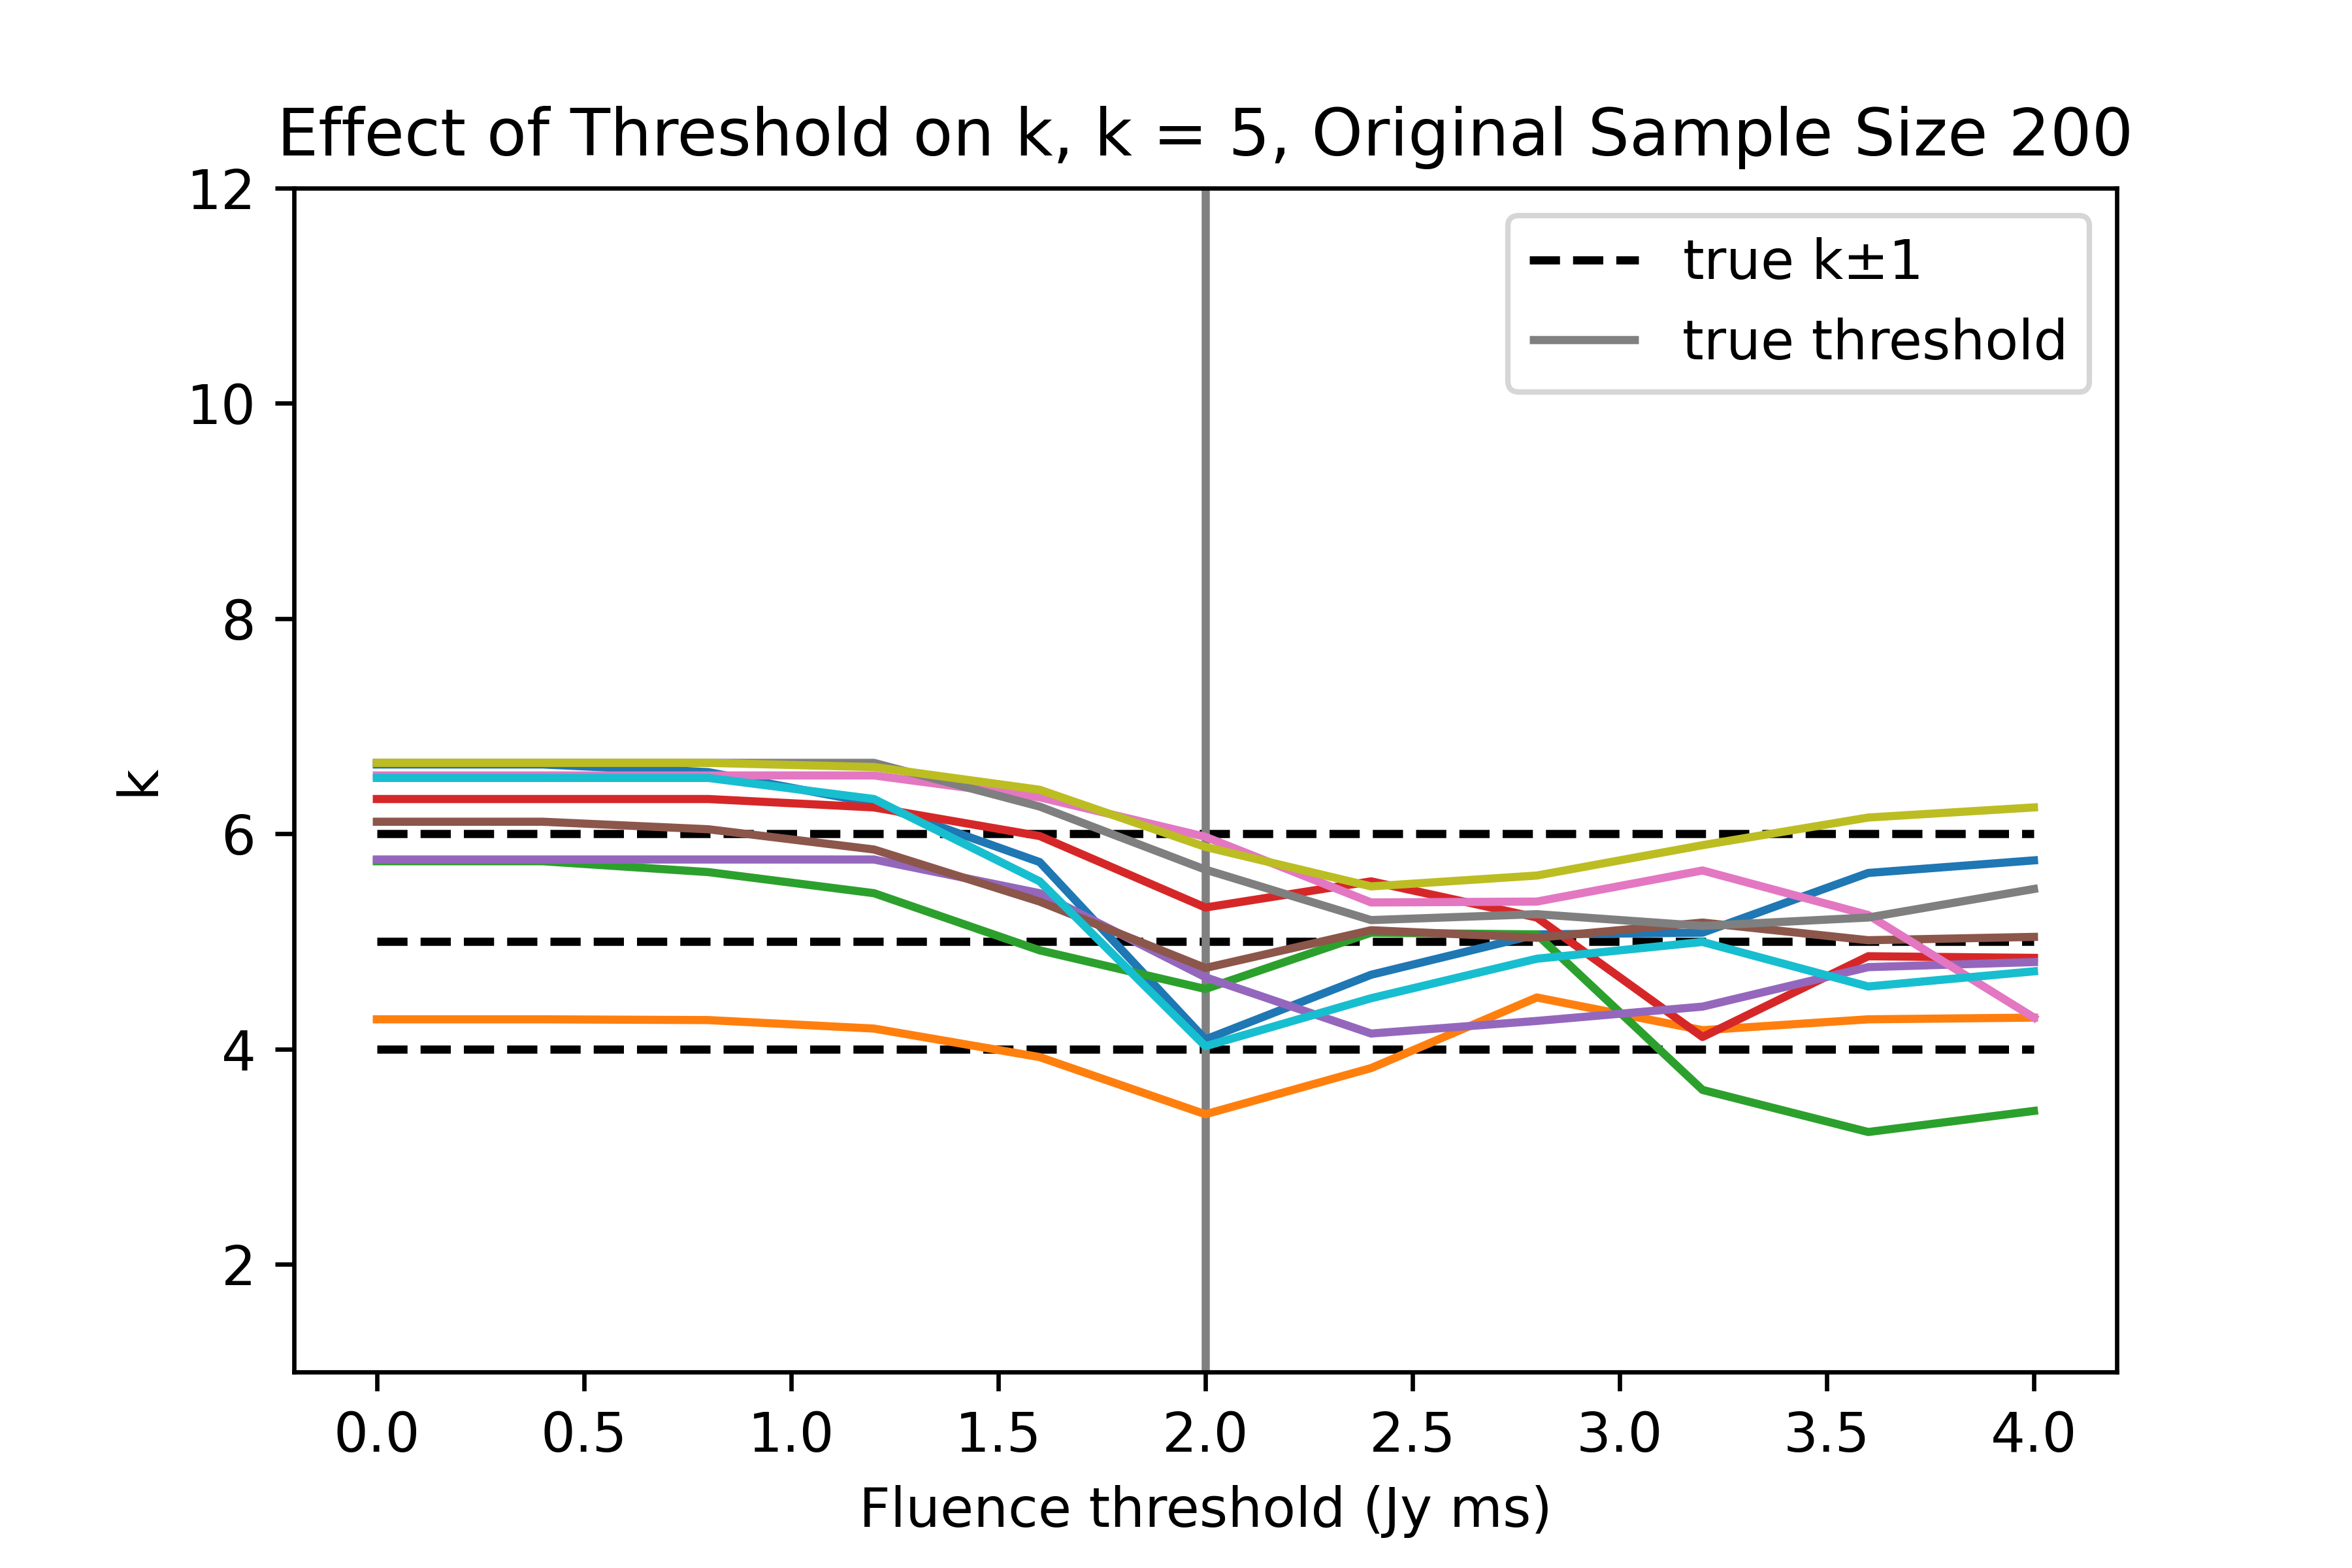 Effect of Threshold on k, k = 5, Original Sample Size 200
12
10
8
6
4
2
k
true k±1
true threshold
0.0 0.5 1.0 1.5 2.0 2.5 3.0 3.5 4.0
Fluence threshold (Jy ms)